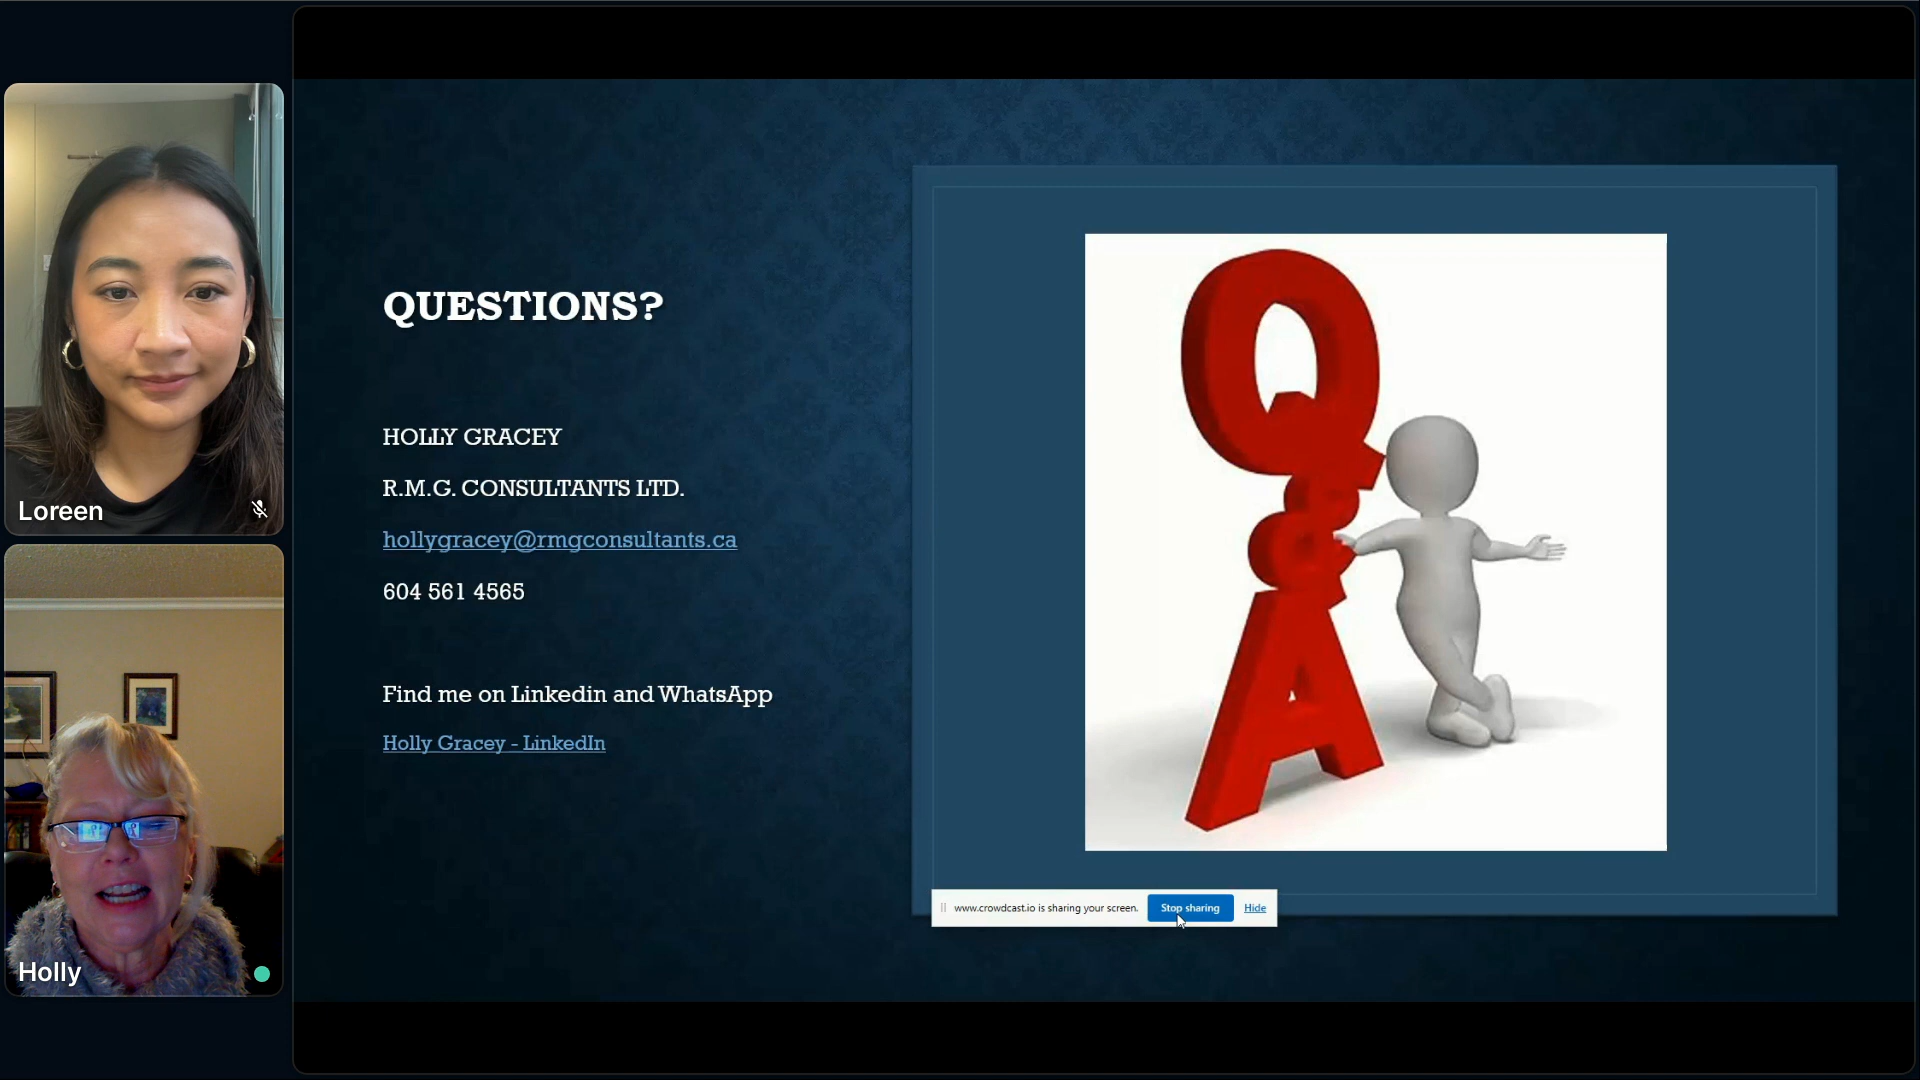 Loreen
Holly
QUESTIONS?
HOLLY GRACEY
R.M.G. CONSULTANTS LTD.
hollygracey@rmgconsultants.ca
604 561 4565
Find me on Linkedin and WhatsApp
Holly Gracey - LinkedIn
Q
&
A
www.crowdcast.io is sharing your screen. Stop sharing Hide